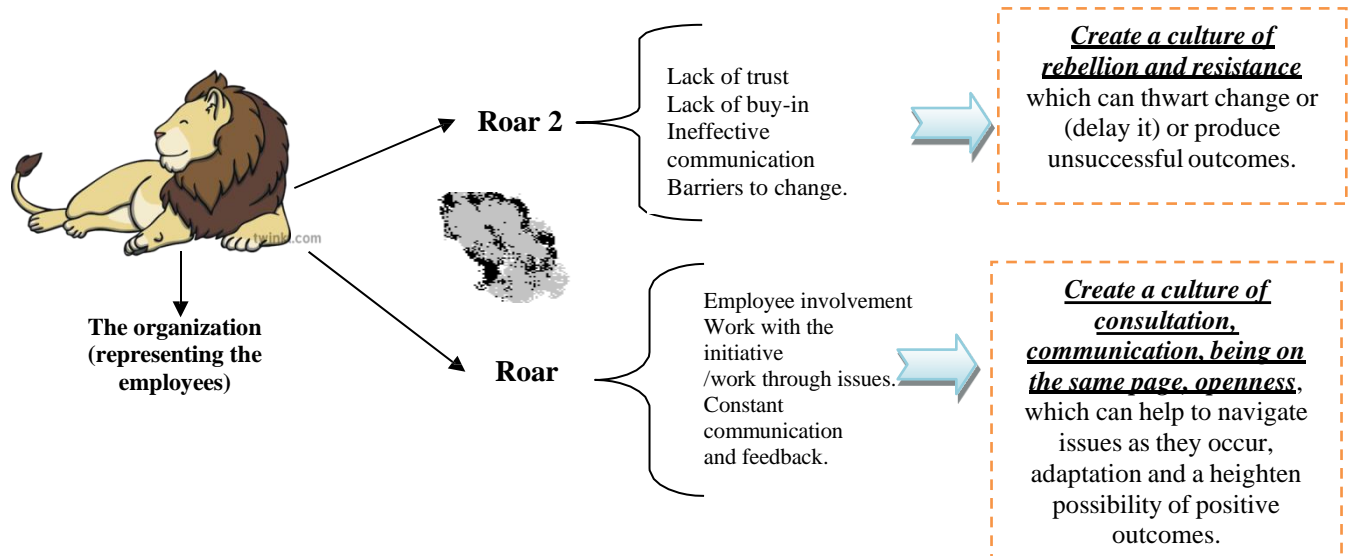 twinkl.com
The organization
(representing the
employees)
Roar 2
Lack of trust
Lack of buy-in
Ineffective
communication
Barriers to change.
Create a culture of
rebellion and resistance
which can thwart change or
(delay it) or produce
unsuccessful outcomes.
Roar
Employee involvement
Work with the
initiative
/work through issues.
Constant
communication
and feedback.
Create a culture of
consultation,
communication, being on
the same page, openness,
which can help to navigate
issues as they occur,
adaptation and a heighten
possibility of positive
outcomes.